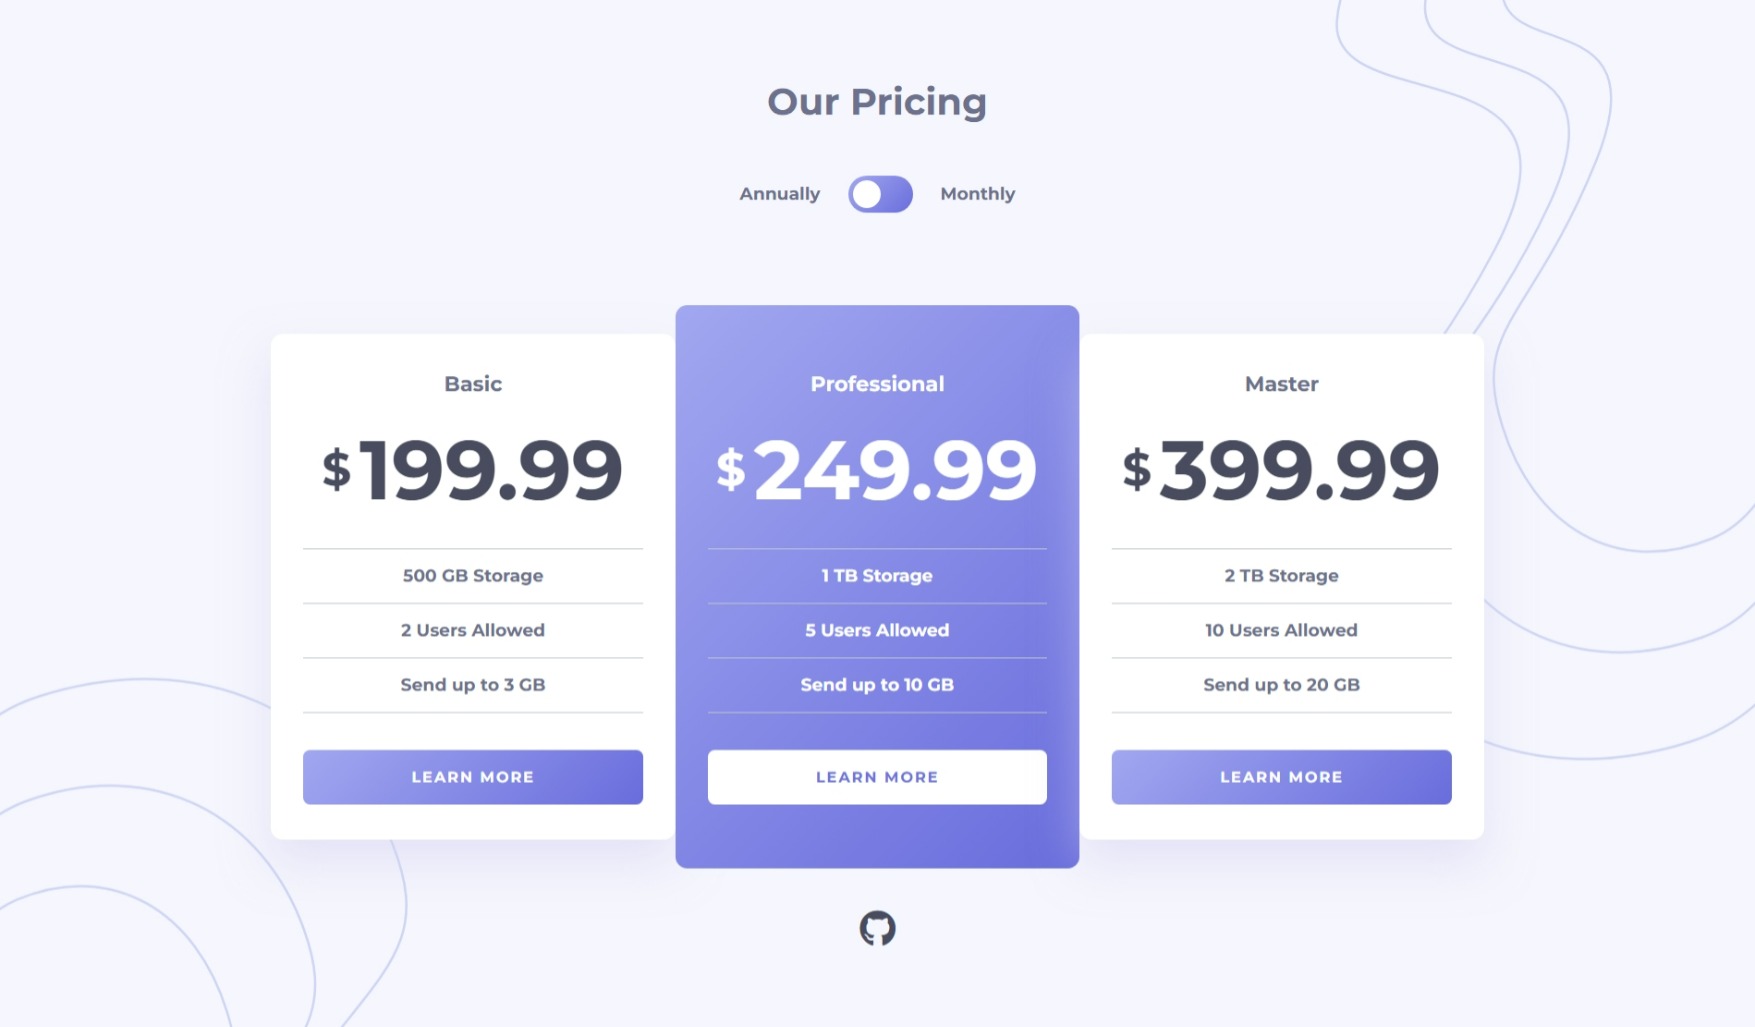 Our Pricing
Annually
Monthly
Basic
$199.99
500 GB Storage
2 Users Allowed
Send up to 3 GB
LEARN MORE
Professional
$249.99
1 TB Storage
5 Users Allowed
Send up to 10 GB
LEARN MORE
Master
$399.99
2 TB Storage
10 Users Allowed
Send up to 20 GB
LEARN MORE